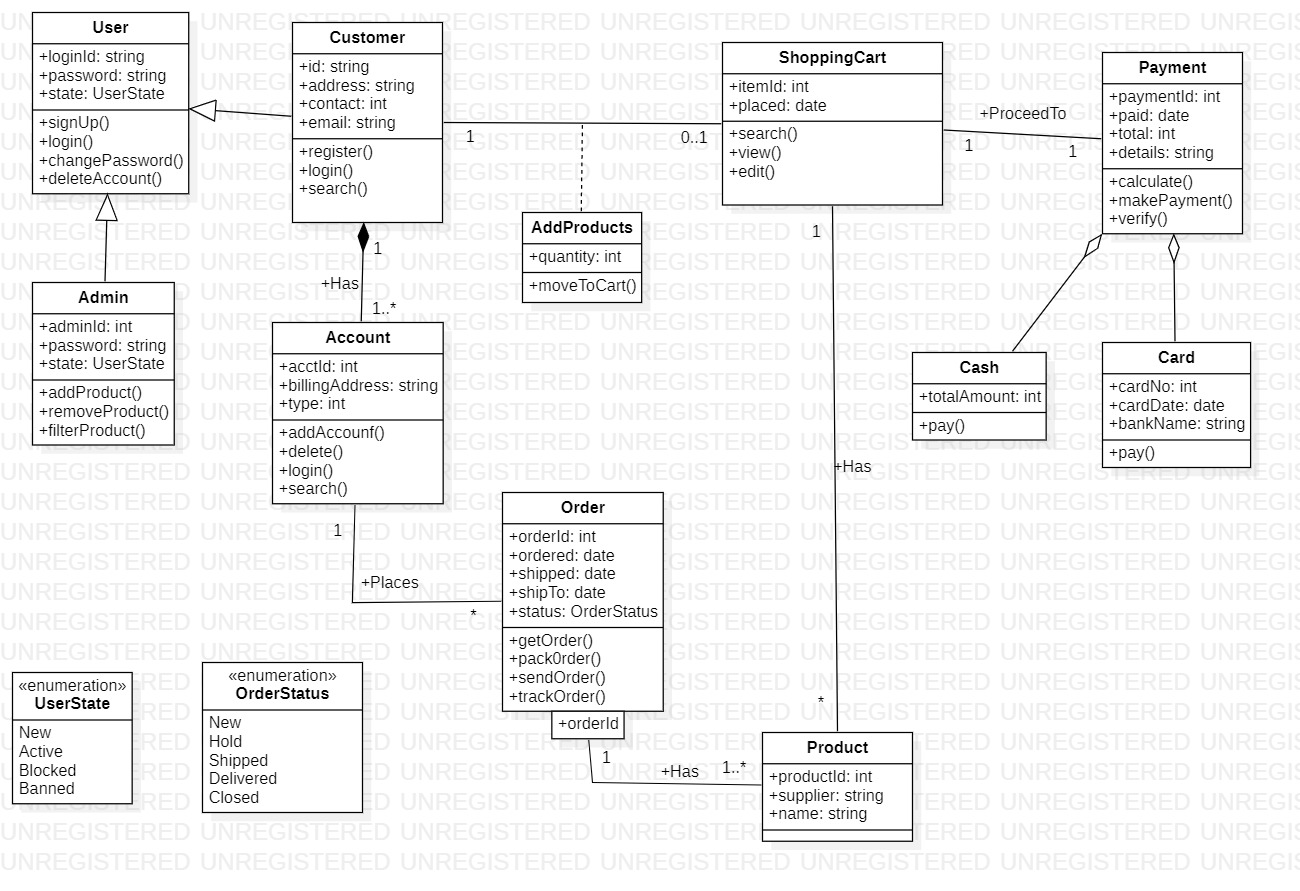 User
+loginId: string
+password: string
+state: UserState
+signUp()
+login()
+changePassword()
+deleteAccount()
Customer
+id: string
+address: string
+contact: int
+email: string
+register()
+login()
+search()
ShoppingCart
+itemId: int
+placed: date
+search()
+view()
+edit()
Payment
+paymentId: int
+paid: date
+total: int
+details: string
+calculate()
+makePayment()
+verify()
1
0..1
+ProceedTo
1
1
AddProducts
+quantity: int
+moveToCart()
1
+Has
1..*
Admin
+adminId: int
+password: string
+state: UserState
+addProduct()
+removeProduct()
+filterProduct()
Account
+acctId: int
+billingAddress: string
+type: int
+addAccounf()
+delete()
+login()
+search()
Cash
+totalAmount: int
+pay()
Card
+cardNo: int
+cardDate: date
+bankName: string
+pay()
1
+Has
*
1
+Places
*
Order
+orderId: int
+ordered: date
+shipped: date
+shipTo: date
+status: OrderStatus
+getOrder()
+pack0rder()
+sendOrder()
+trackOrder()
+orderId
1
+Has
1..*
«enumeration»
UserState
New
Active
Blocked
Banned
«enumeration»
OrderStatus
New
Hold
Shipped
Delivered
Closed
Product
+productId: int
+supplier: string
+name: string
UNREGISTERED